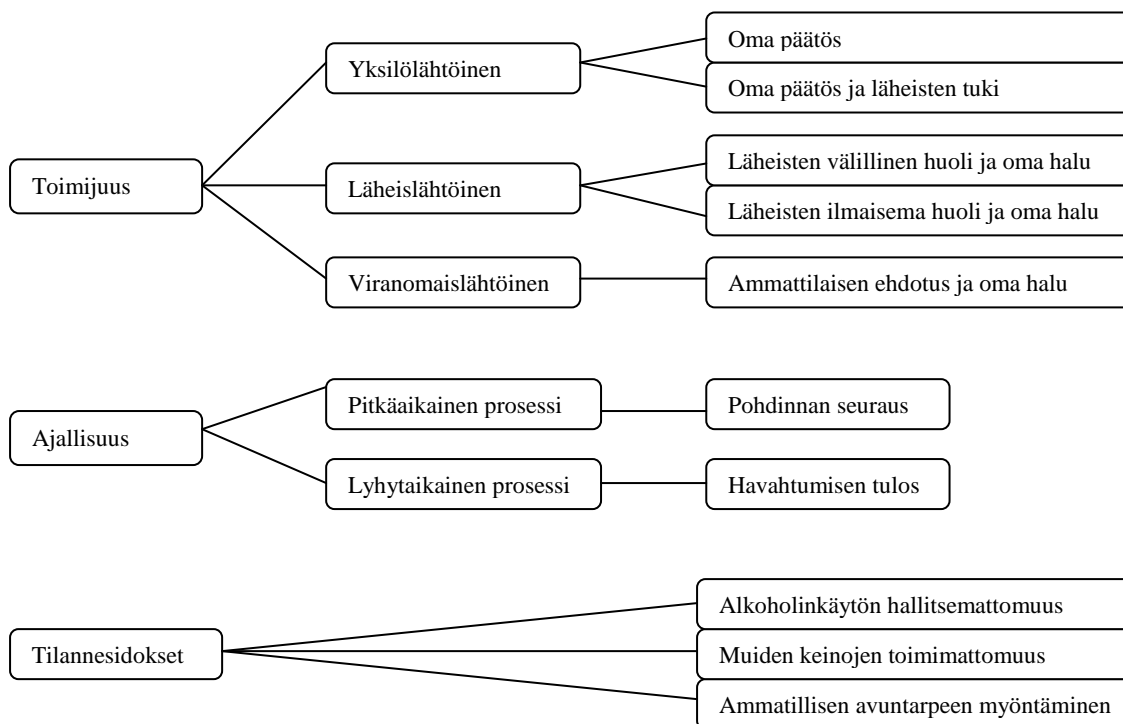 Toimijuus
Yksilölähtöinen
Oma päätös
Oma päätös ja läheisten tuki
Läheislähtöinen
Läheisten välillinen huoli ja oma halu
Läheisten ilmaisema huoli ja oma halu
Viranomaislähtöinen
Ammattilaisen ehdotus ja oma halu
Ajallisuus
Pitkäaikainen prosessi
Pohdinnan seuraus
Lyhytaikainen prosessi
Havahtumisen tulos
Tilannesidokset
Alkoholinkäytön hallitsemattomuus
Muiden keinojen toimimattomuus
Ammatillisen avuntarpeen myöntäminen